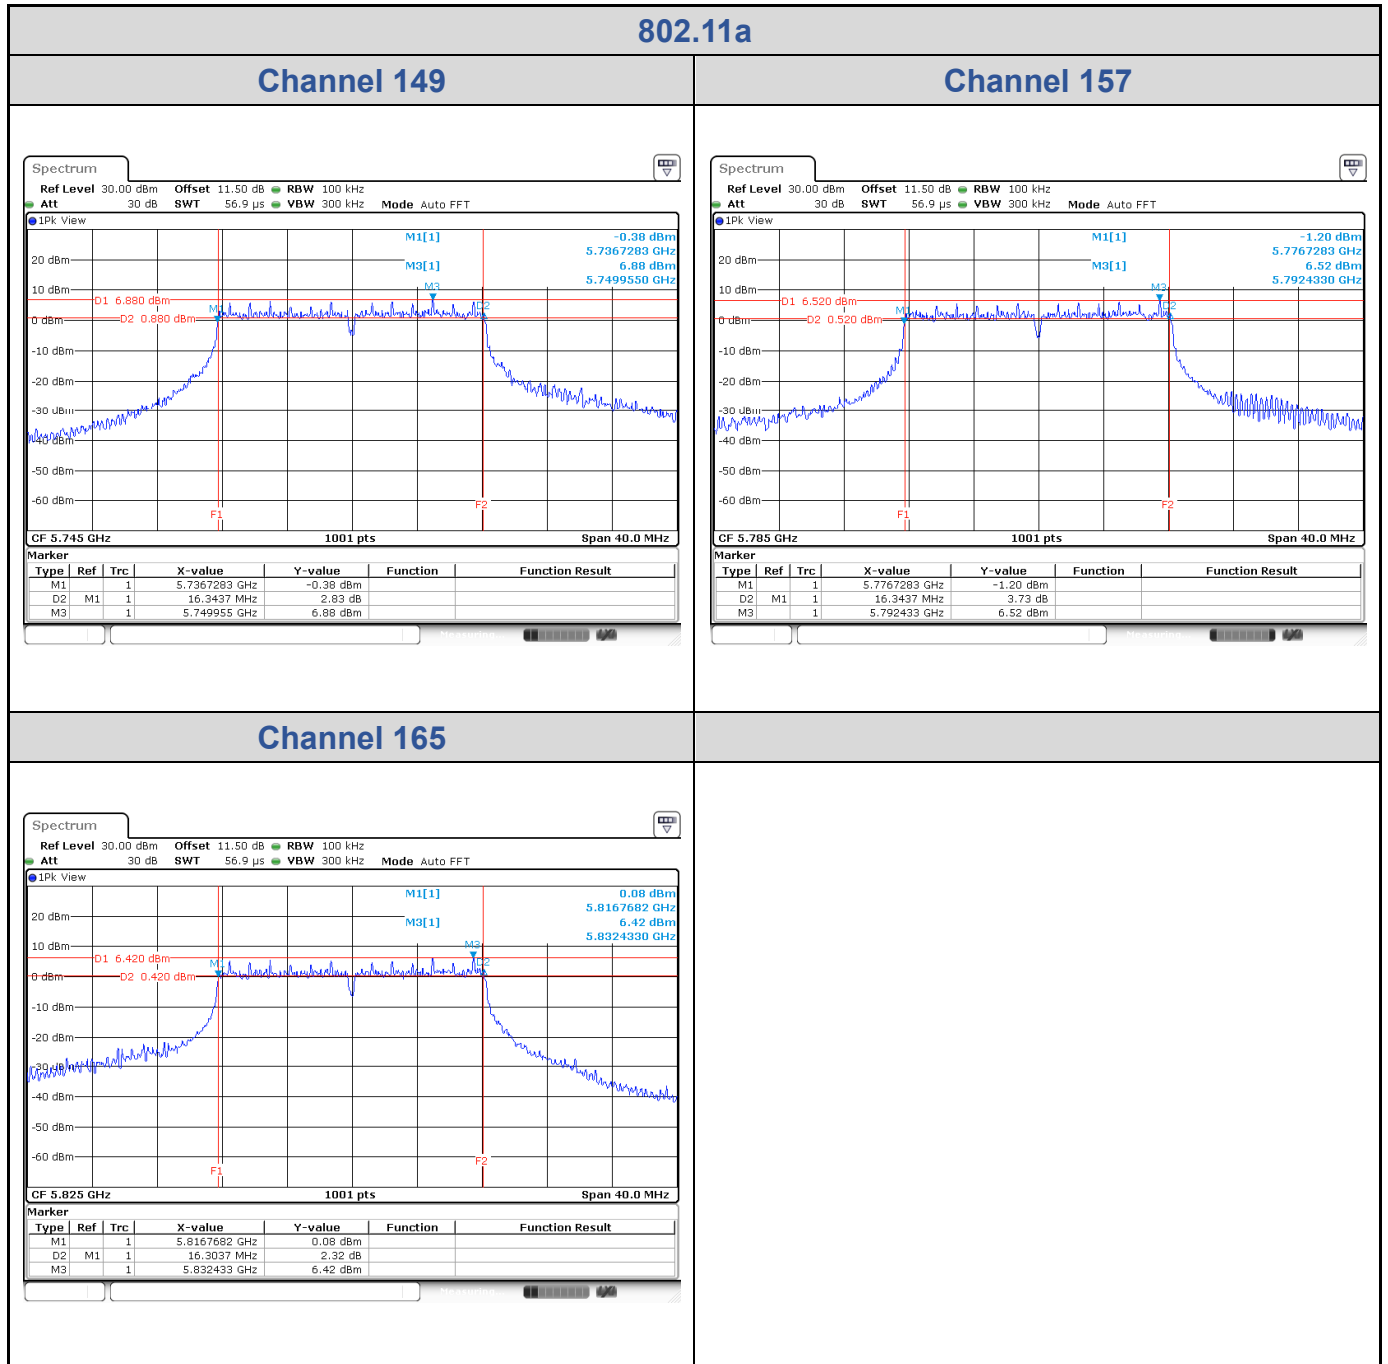 802.11a
Channel 149
Channel 157
Spectrum
Ref Level 30.00 dBm Offset 11.50 dB RBW 100 kHz
Att 30 dB SWT 56.9 µs VBW 300 kHz Mode Auto FFT
1Pk View
M1[1] -0.38 dBm
5.7367283 GHz
M3[1] 6.88 dBm
5.7499550 GHz
20 dBm
10 dBm
D1 6.880 dBm
M3
M1
D2
0 dBm
D2 0.880 dBm
-10 dBm
-20 dBm
-30 dBm
-40 dBm
-50 dBm
-60 dBm
F1
F2
CF 5.745 GHz 1001 pts Span 40.0 MHz
Marker
Type Ref Trc X-value Y-value Function Function Result
M1 1 5.7367283 GHz -0.38 dBm
D2 M1 1 16.3437 MHz 2.83 dB
M3 1 5.749955 GHz 6.88 dBm
Measuring...
Spectrum
Ref Level 30.00 dBm Offset 11.50 dB RBW 100 kHz
Att 30 dB SWT 56.9 µs VBW 300 kHz Mode Auto FFT
1Pk View
M1[1] -1.20 dBm
5.7767283 GHz
M3[1] 6.52 dBm
5.7924330 GHz
20 dBm
10 dBm
D1 6.520 dBm
M3
M1
D2
0 dBm
D2 0.520 dBm
-10 dBm
-20 dBm
-30 dBm
-40 dBm
-50 dBm
-60 dBm
F1
F2
CF 5.785 GHz 1001 pts Span 40.0 MHz
Marker
Type Ref Trc X-value Y-value Function Function Result
M1 1 5.7767283 GHz -1.20 dBm
D2 M1 1 16.3437 MHz 3.73 dB
M3 1 5.792433 GHz 6.52 dBm
Measuring...
Channel 165
Spectrum
Ref Level 30.00 dBm Offset 11.50 dB RBW 100 kHz
Att 30 dB SWT 56.9 µs VBW 300 kHz Mode Auto FFT
1Pk View
M1[1] 0.08 dBm
5.8167682 GHz
M3[1] 6.42 dBm
5.8324330 GHz
20 dBm
10 dBm
D1 6.420 dBm
M3
M1
D2
0 dBm
D2 0.420 dBm
-10 dBm
-20 dBm
-30 dBm
-40 dBm
-50 dBm
-60 dBm
F1
F2
CF 5.825 GHz 1001 pts Span 40.0 MHz
Marker
Type Ref Trc X-value Y-value Function Function Result
M1 1 5.8167682 GHz 0.08 dBm
D2 M1 1 16.3037 MHz 2.32 dB
M3 1 5.832433 GHz 6.42 dBm
Measuring...